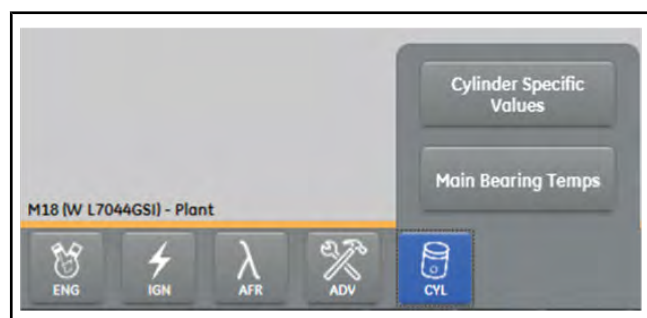 Cylinder Specific
Values
Main Bearing Temps
M18 (W L7044GSI) - Plant
ENG
IGN
λ
AFR
ADV
CYL